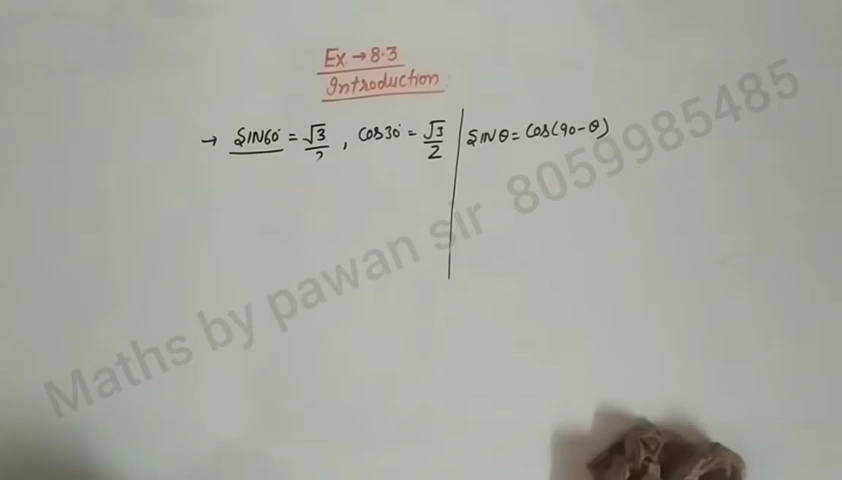 Ex → 8.3
Introduction
→ SIN60° = √3/2 , Cos30° = √3/2 | SINθ = Cos(90-θ)
Maths by pawan sir 8059985485